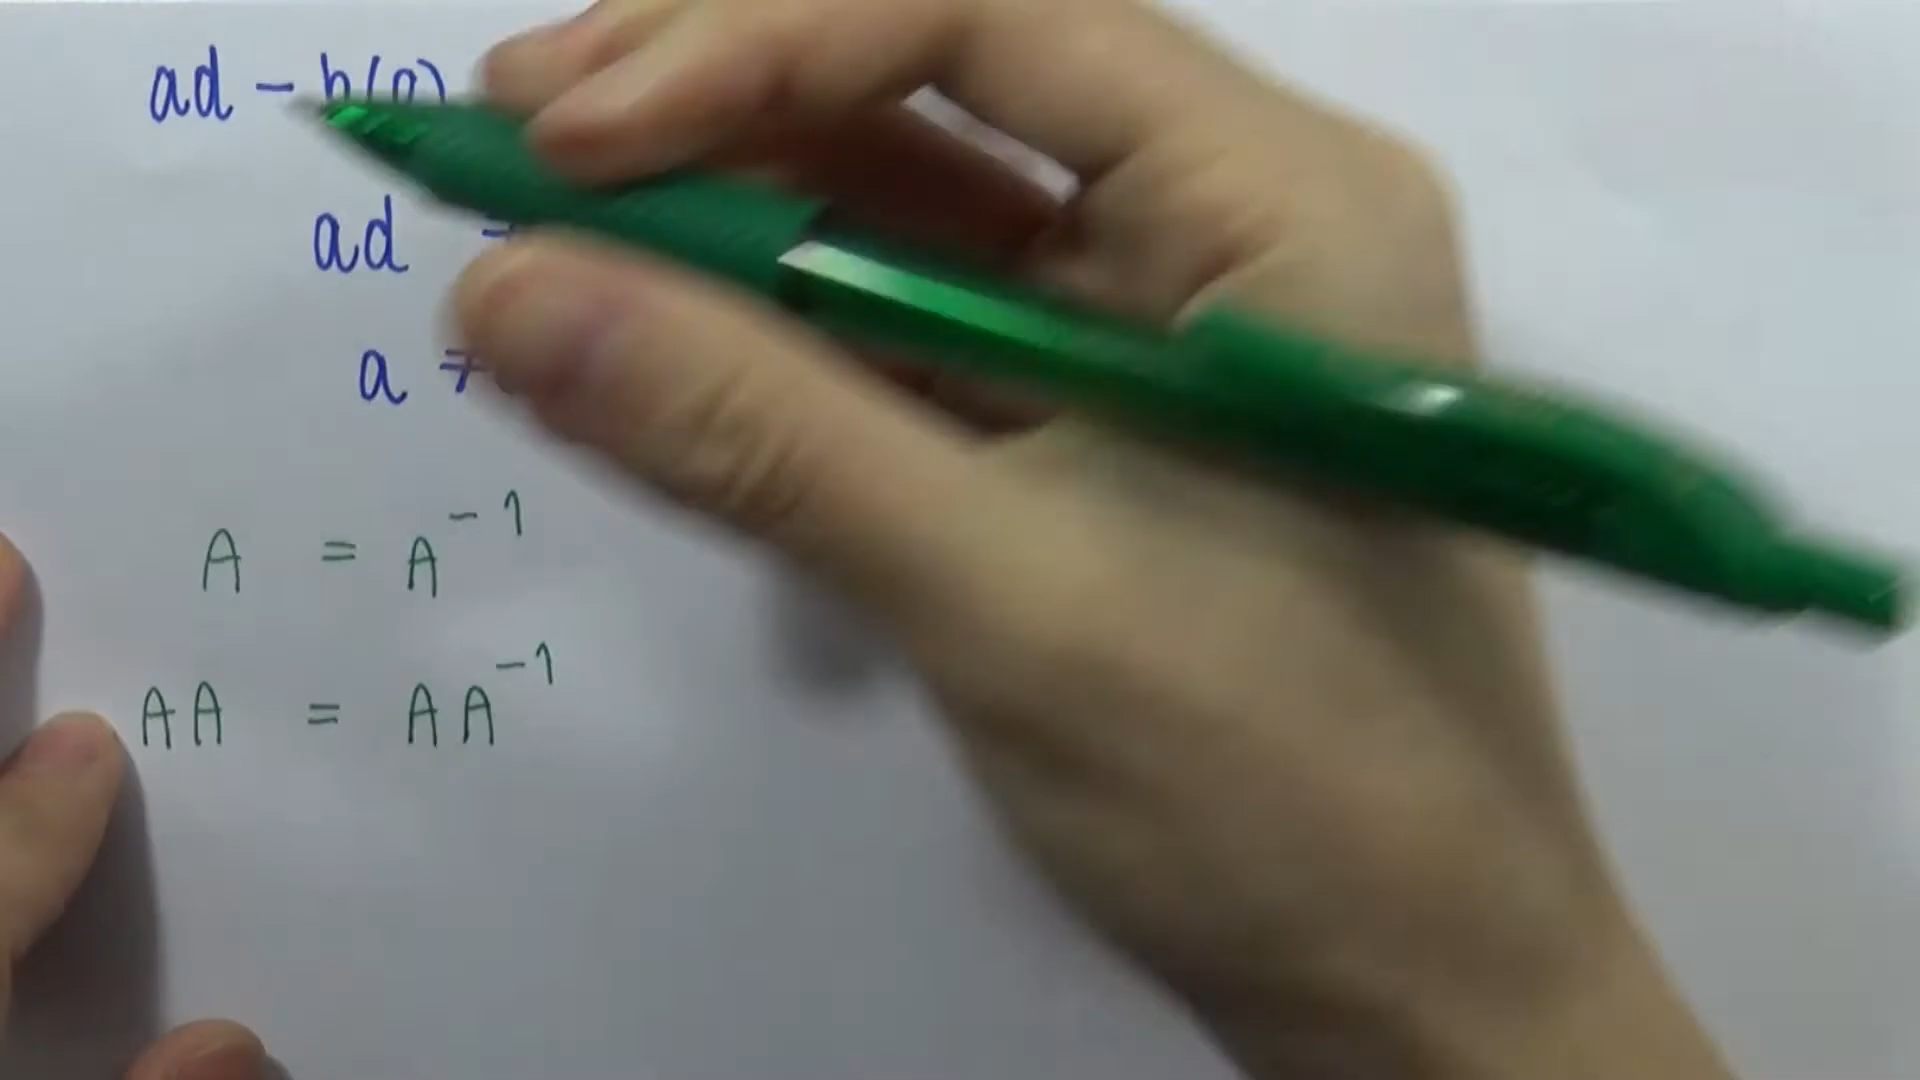 ad -
ad
a ≠
A = A⁻¹
AA = AA⁻¹